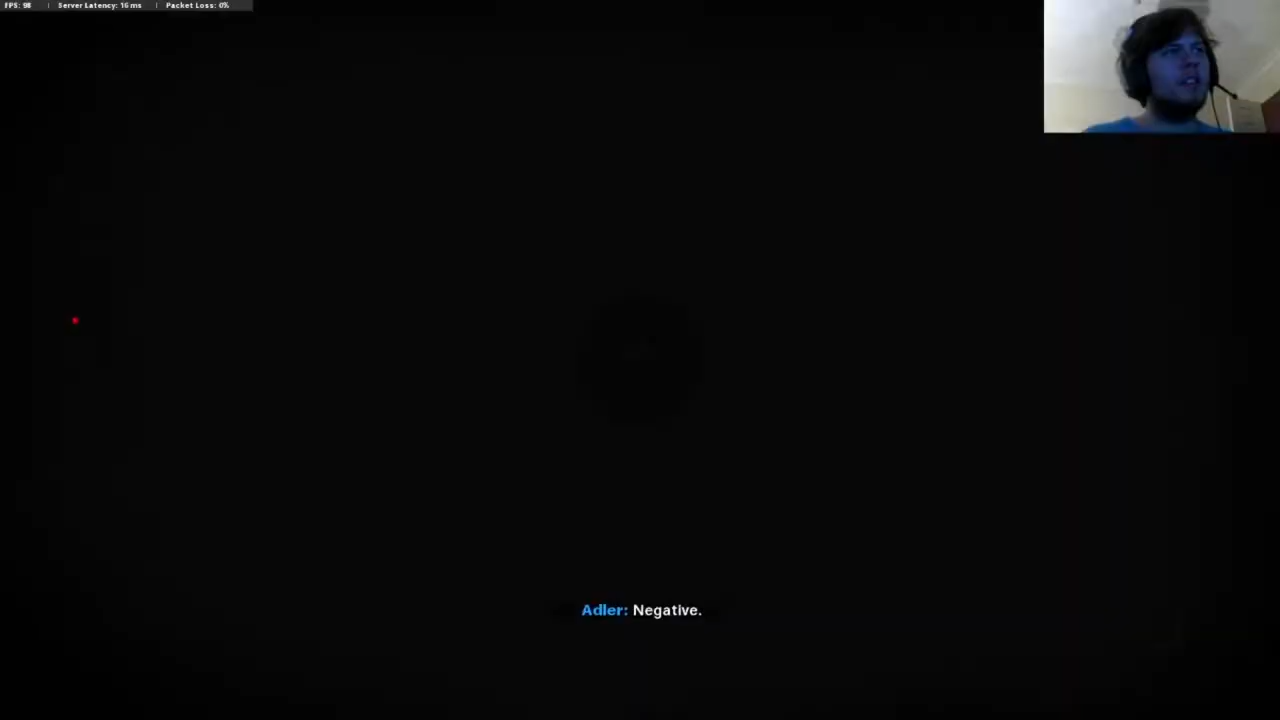 FPS: 98 | Server Latency: 16 ms | Packet Loss: 0%
Adler: Negative.